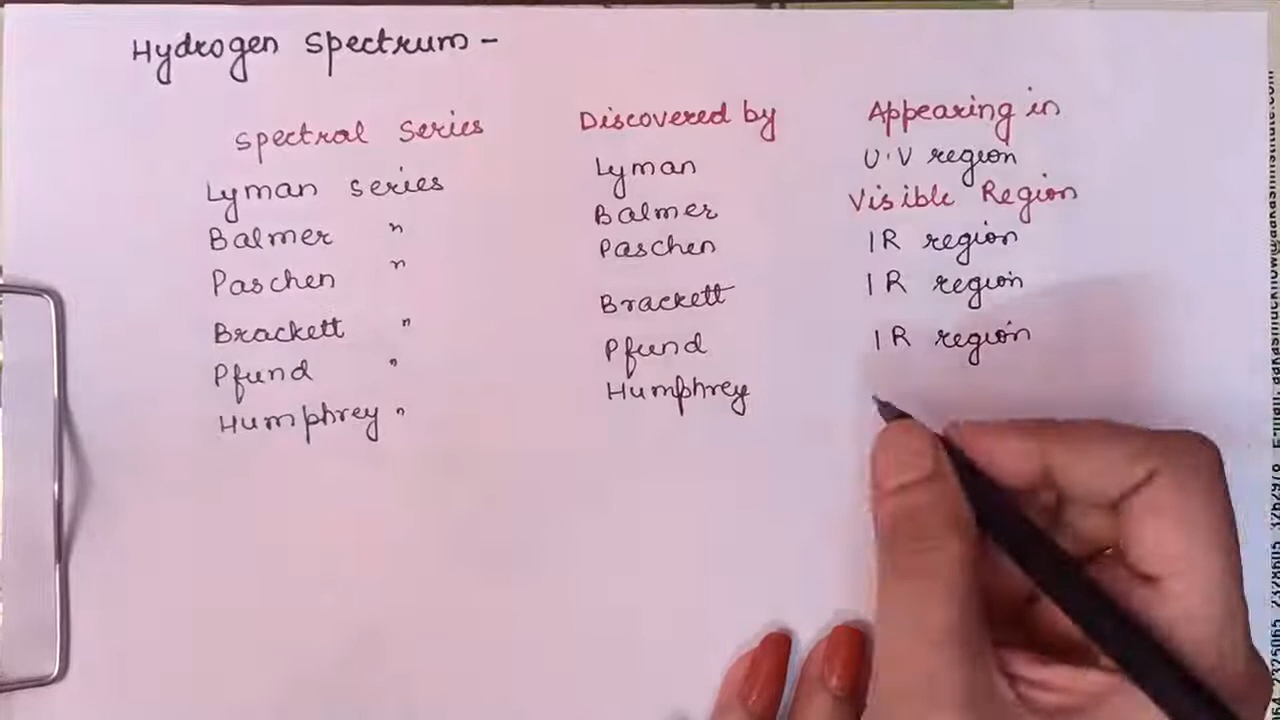 Hydrogen Spectrum -
Spectral Series Discovered by Appearing in
Lyman Series Lyman U.V region
Balmer " Balmer Visible Region
Paschen " Paschen IR region
Brackett " Brackett IR region
Pfund " Pfund IR region
Humphrey " Humphrey